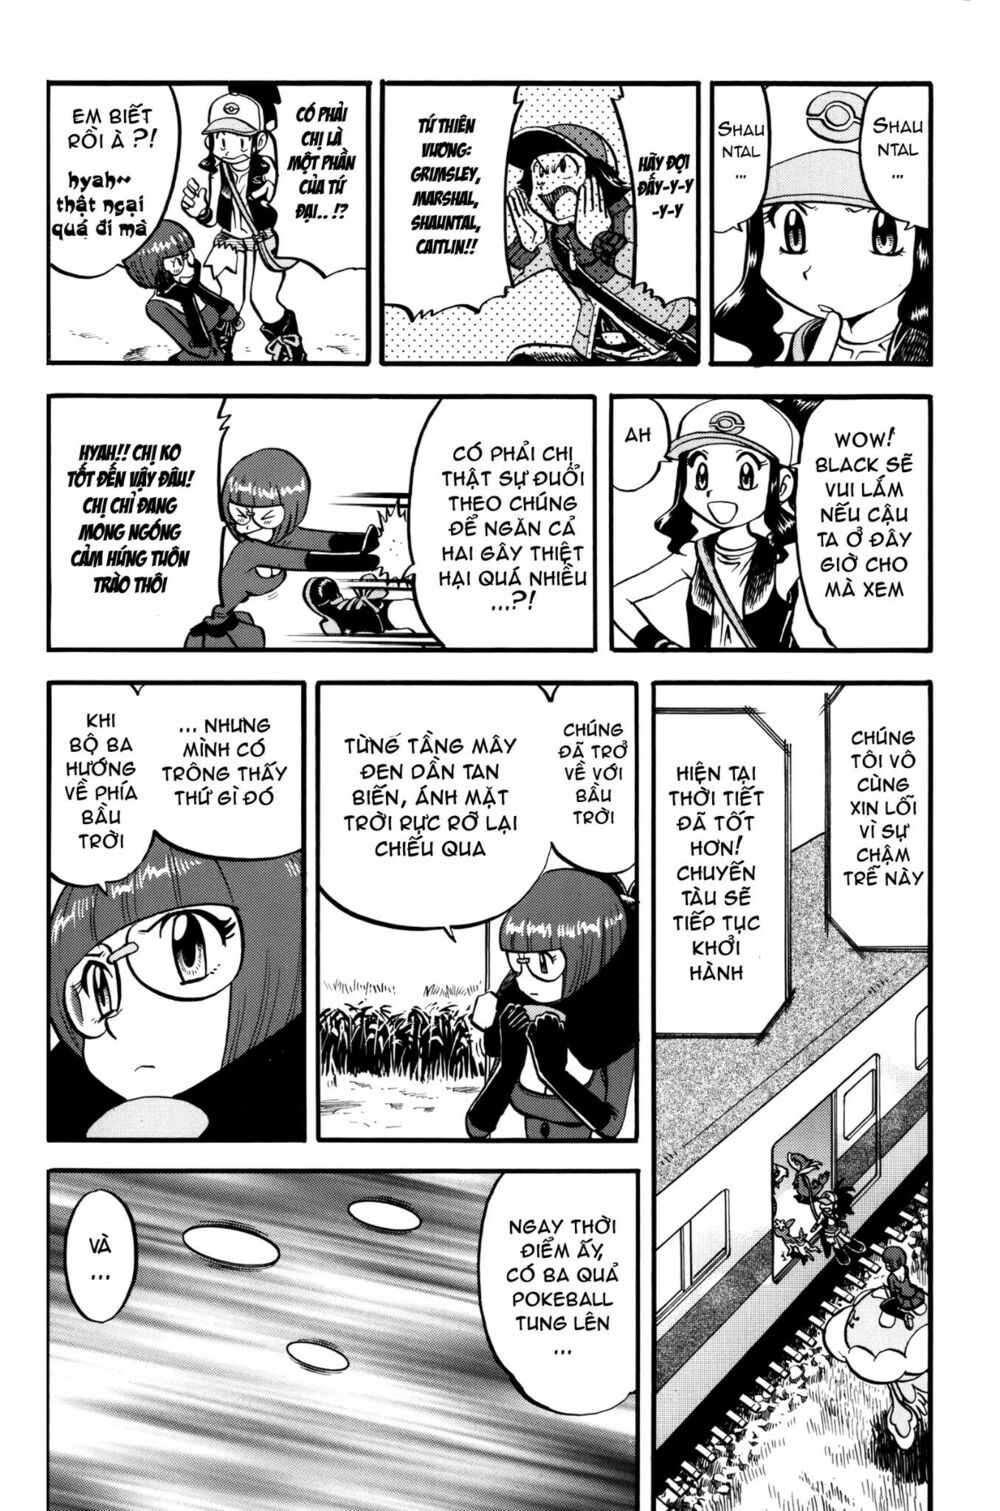 SHAU
NTAL
...
SHAU
NTAL
...
HÃY ĐỢI
ĐẤY-Y-Y
-Y-Y
TỨ THIÊN
VƯƠNG:
GRIMSLEY,
MARSHAL,
SHAUNTAL,
CAITLIN!!
CÓ PHẢI
CHỊ LÀ
MỘT PHẦN
CỦA TỨ
ĐẠI.. !?
EM BIẾT
RỒI À ?!
hyah~
thật ngại
quá đi mà
WOW!
BLACK SẼ
VUI LẮM
NẾU CẬU
TA Ở ĐÂY
GIỜ CHO
MÀ XEM
AH
CÓ PHẢI CHỊ
THẬT SỰ ĐUỔI
THEO CHÚNG
ĐỂ NGĂN CẢ
HAI GÂY THIỆT
HẠI QUÁ NHIỀU
...?!
HYAH!! CHỊ KO
TỐT ĐẾN VẬY ĐÂU!
CHỊ CHỈ ĐANG
MONG NGÓNG
CẢM HỨNG TUÔN
TRÀO THÔI
CHÚNG
TÔI VÔ
CÙNG
XIN LỖI
VÌ SỰ
CHẬM
TRỄ NÀY
HIỆN TẠI
THỜI TIẾT
ĐÃ TỐT
HƠN!
CHUYẾN
TÀU SẼ
TIẾP TỤC
KHỞI
HÀNH
CHÚNG
ĐÃ TRỞ
VỀ VỚI
BẦU
TRỜI
TỪNG TẦNG MÂY
ĐEN DẦN TAN
BIẾN, ÁNH MẶT
TRỜI RỰC RỠ LẠI
CHIẾU QUA
... NHƯNG
MÌNH CÓ
TRÔNG THẤY
THỨ GÌ ĐÓ
KHI
BỘ BA
HƯỚNG
VỀ PHÍA
BẦU
TRỜI
NGAY THỜI
ĐIỂM ẤY,
CÓ BA QUẢ
POKEBALL
TUNG LÊN
...
VÀ
...